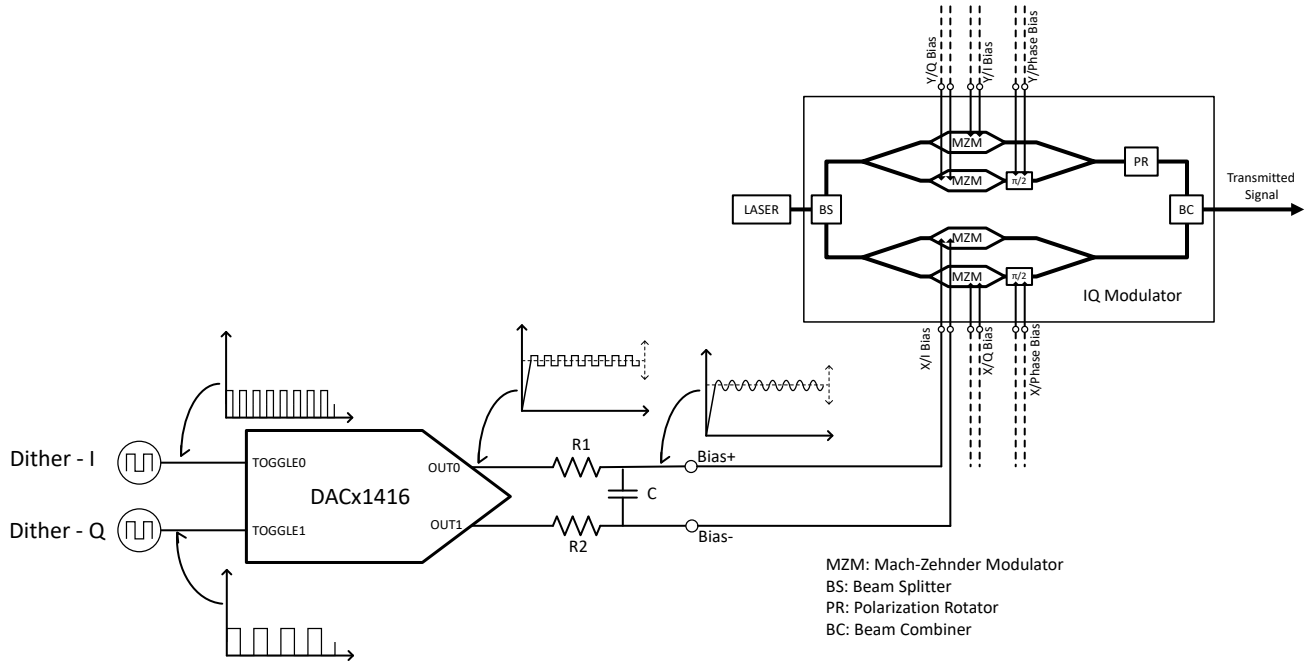 Y/Q Bias
Y/I Bias
Y/Phase Bias
MZM
MZM
π/2
PR
LASER
BS
BC
Transmitted
Signal
MZM
MZM
π/2
IQ Modulator
X/I Bias
X/Q Bias
X/Phase Bias
Dither - I
TOGGLE0
OUT0
R1
Bias+
DACx1416
C
Dither - Q
TOGGLE1
OUT1
R2
Bias-
MZM: Mach-Zehnder Modulator
BS: Beam Splitter
PR: Polarization Rotator
BC: Beam Combiner